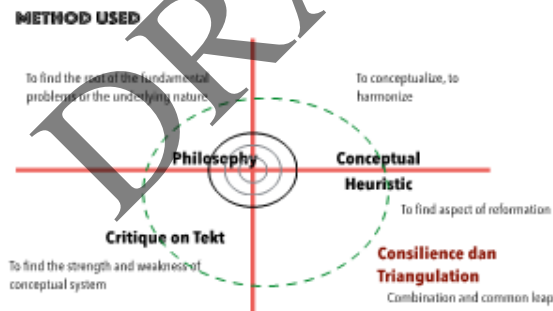 METHOD USED
DRA
To find the root of the fundamental
problems or the underlying nature
To conceptualize, to
harmonize
Philosophy
Conceptual
Heuristic
To find aspect of reformation
Critique on Tekt
To find the strength and weakness of
conceptual system
Consilience dan
Triangulation
Combination and common leap